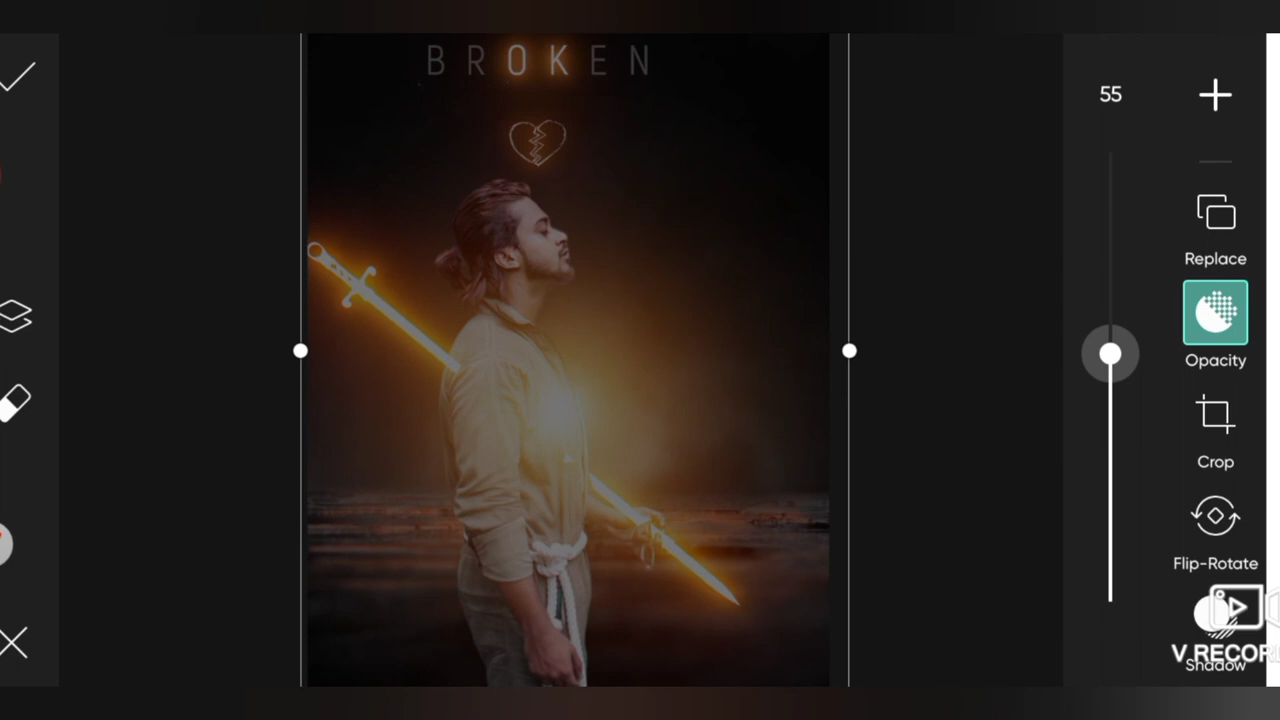 BROKEN
55
Replace
Opacity
Crop
Flip-Rotate
V.RECOR
Shadow